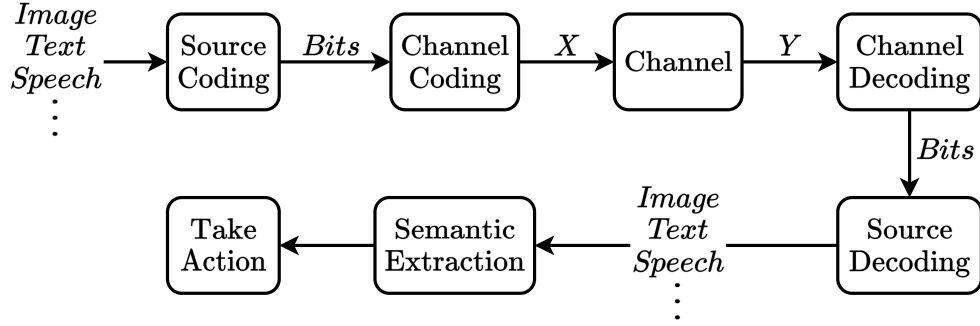 Image
Text
Speech
Source
Coding
Bits
Channel
Coding
X
Channel
Y
Channel
Decoding
Bits
Source
Decoding
Image
Text
Speech
Semantic
Extraction
Take
Action